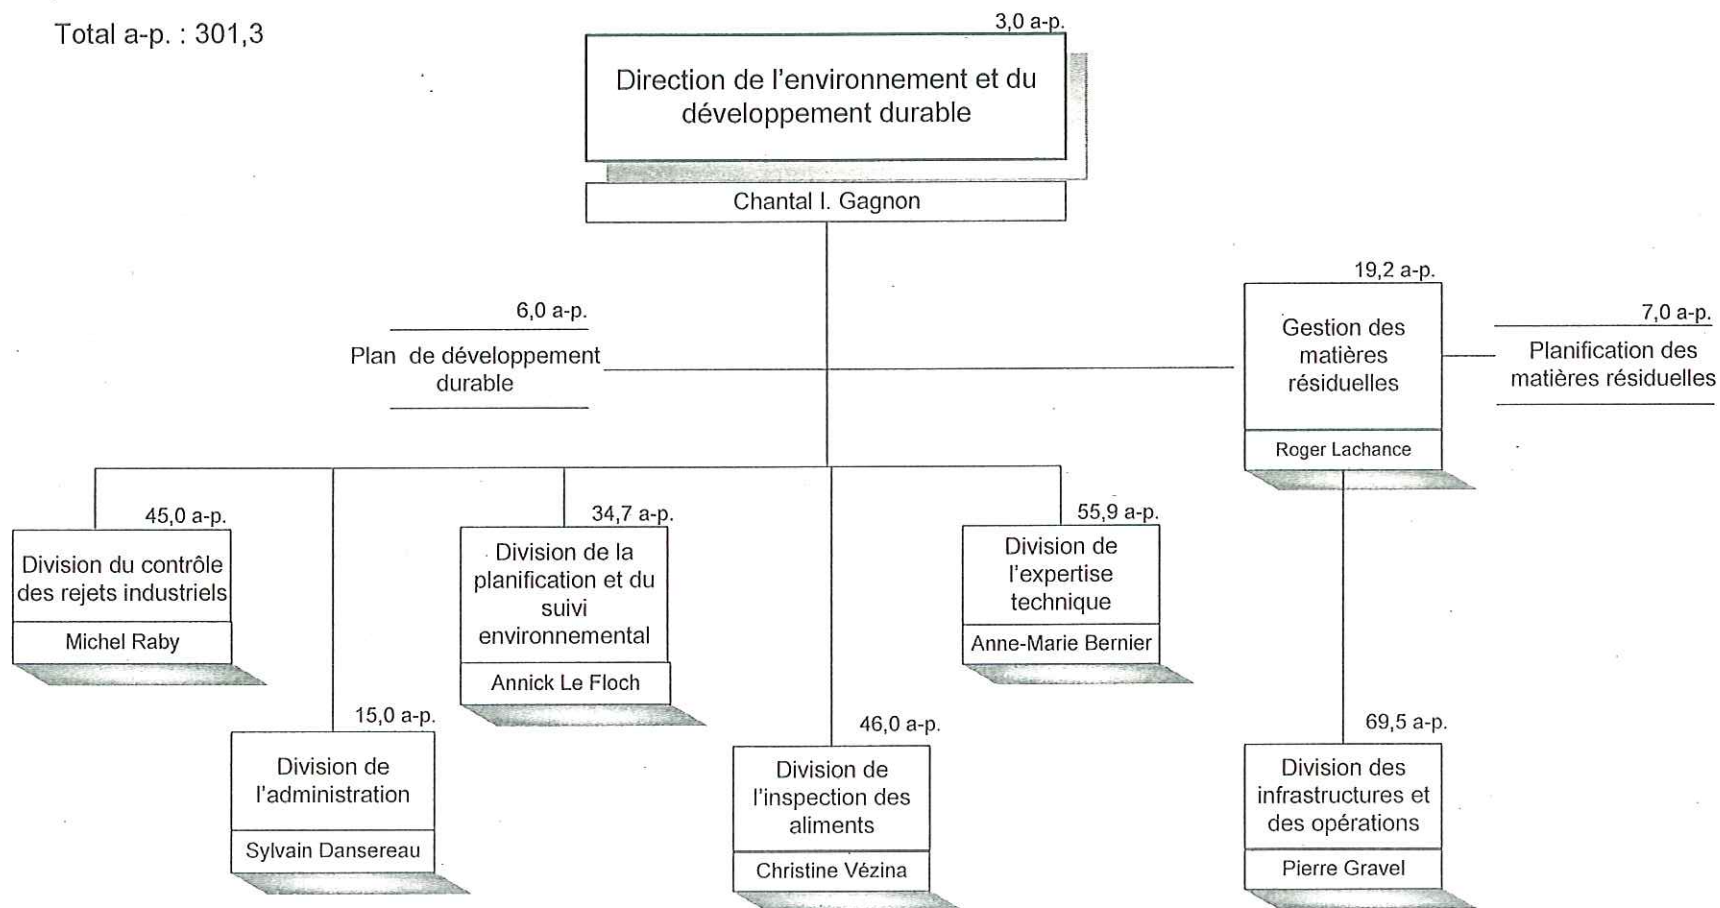 Total a-p. : 301,3
3,0 a-p.
Direction de l'environnement et du
développement durable
Chantal I. Gagnon
6,0 a-p.
Plan de développement
durable
19,2 a-p.
Gestion des
matières
résiduelles
Roger Lachance
7,0 a-p.
Planification des
matières résiduelles
45,0 a-p.
Division du contrôle
des rejets industriels
Michel Raby
34,7 a-p.
Division de la
planification et du
suivi
environnemental
Annick Le Floch
55,9 a-p.
Division de
l'expertise
technique
Anne-Marie Bernier
15,0 a-p.
Division de
l'administration
Sylvain Dansereau
46,0 a-p.
Division de
l'inspection des
aliments
Christine Vézina
69,5 a-p.
Division des
infrastructures et
des opérations
Pierre Gravel